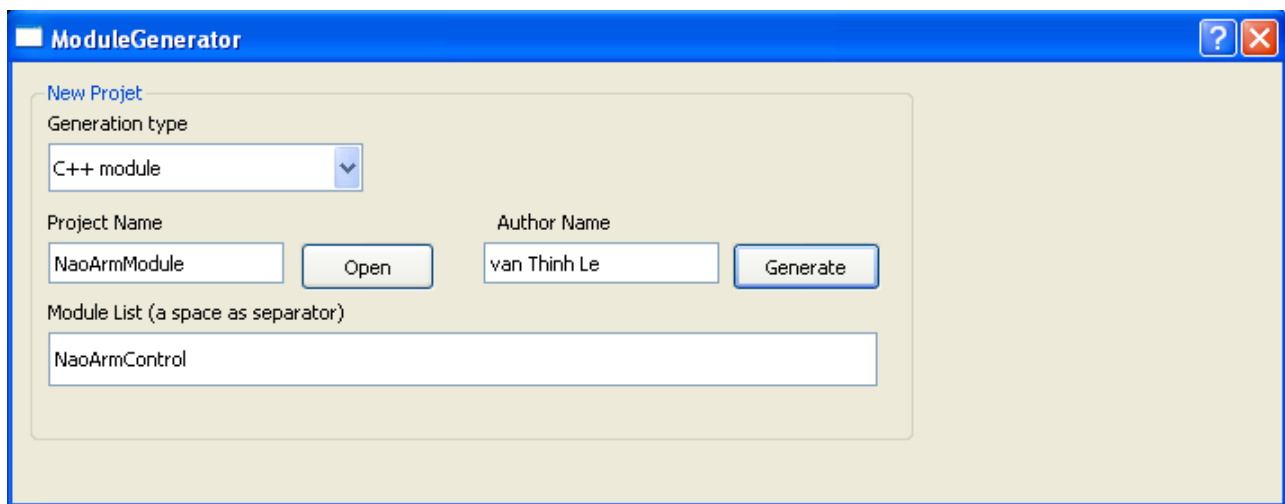 ModuleGenerator
New Projet
Generation type
C++ module
Project Name
Author Name
NaoArmModule
Open
van Thinh Le
Generate
Module List (a space as separator)
NaoArmControl